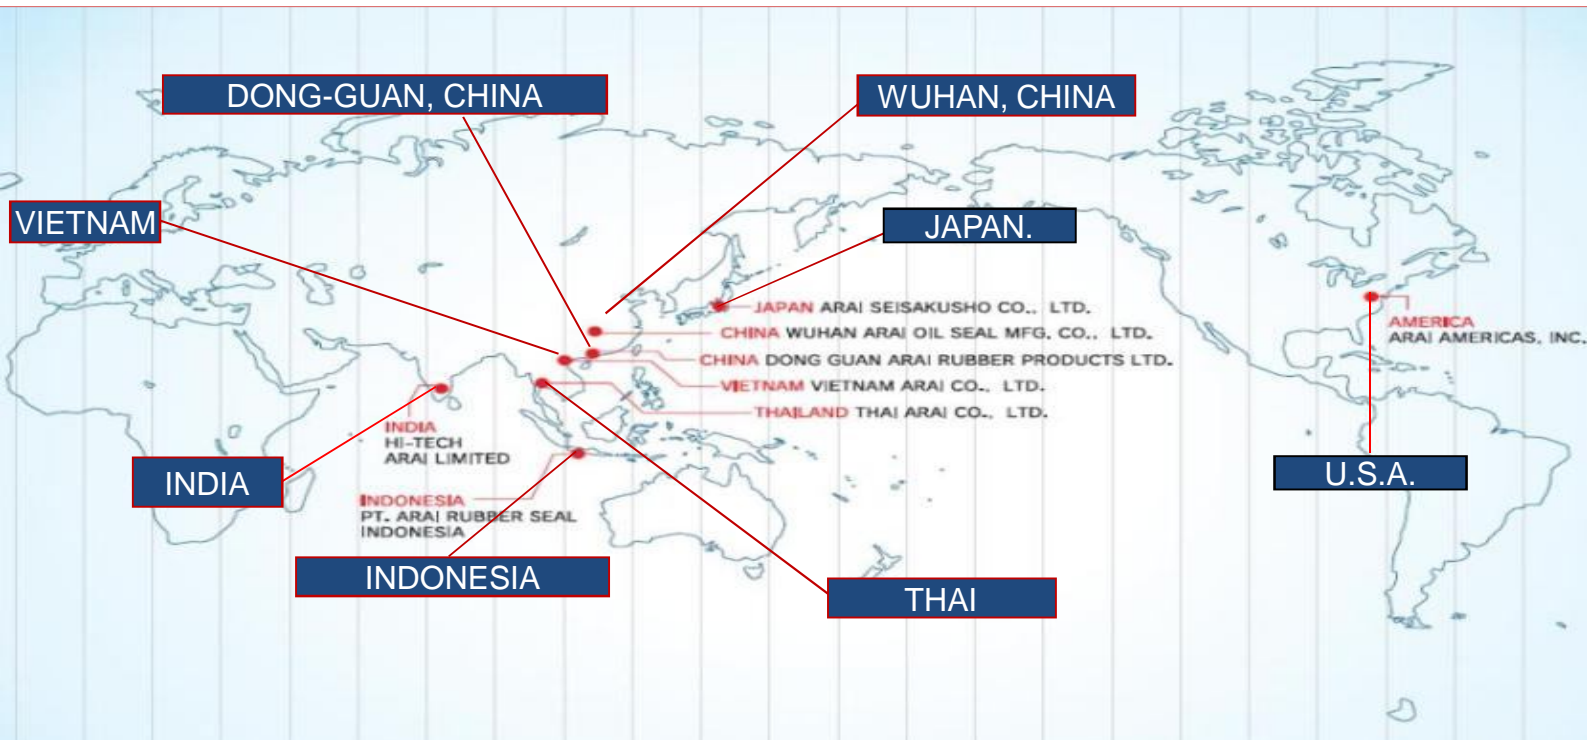 DONG-GUAN, CHINA
WUHAN, CHINA
VIETNAM
JAPAN.
JAPAN ARAI SEISAKUSHO CO., LTD.
CHINA WUHAN ARAI OIL SEAL MFG. CO., LTD.
CHINA DONG GUAN ARAI RUBBER PRODUCTS LTD.
VIETNAM VIETNAM ARAI CO., LTD.
THAILAND THAI ARAI CO., LTD.
AMERICA
ARAI AMERICAS, INC.
INDIA
HI-TECH
ARAI LIMITED
INDIA
U.S.A.
INDONESIA
PT. ARAI RUBBER SEAL
INDONESIA
INDONESIA
THAI